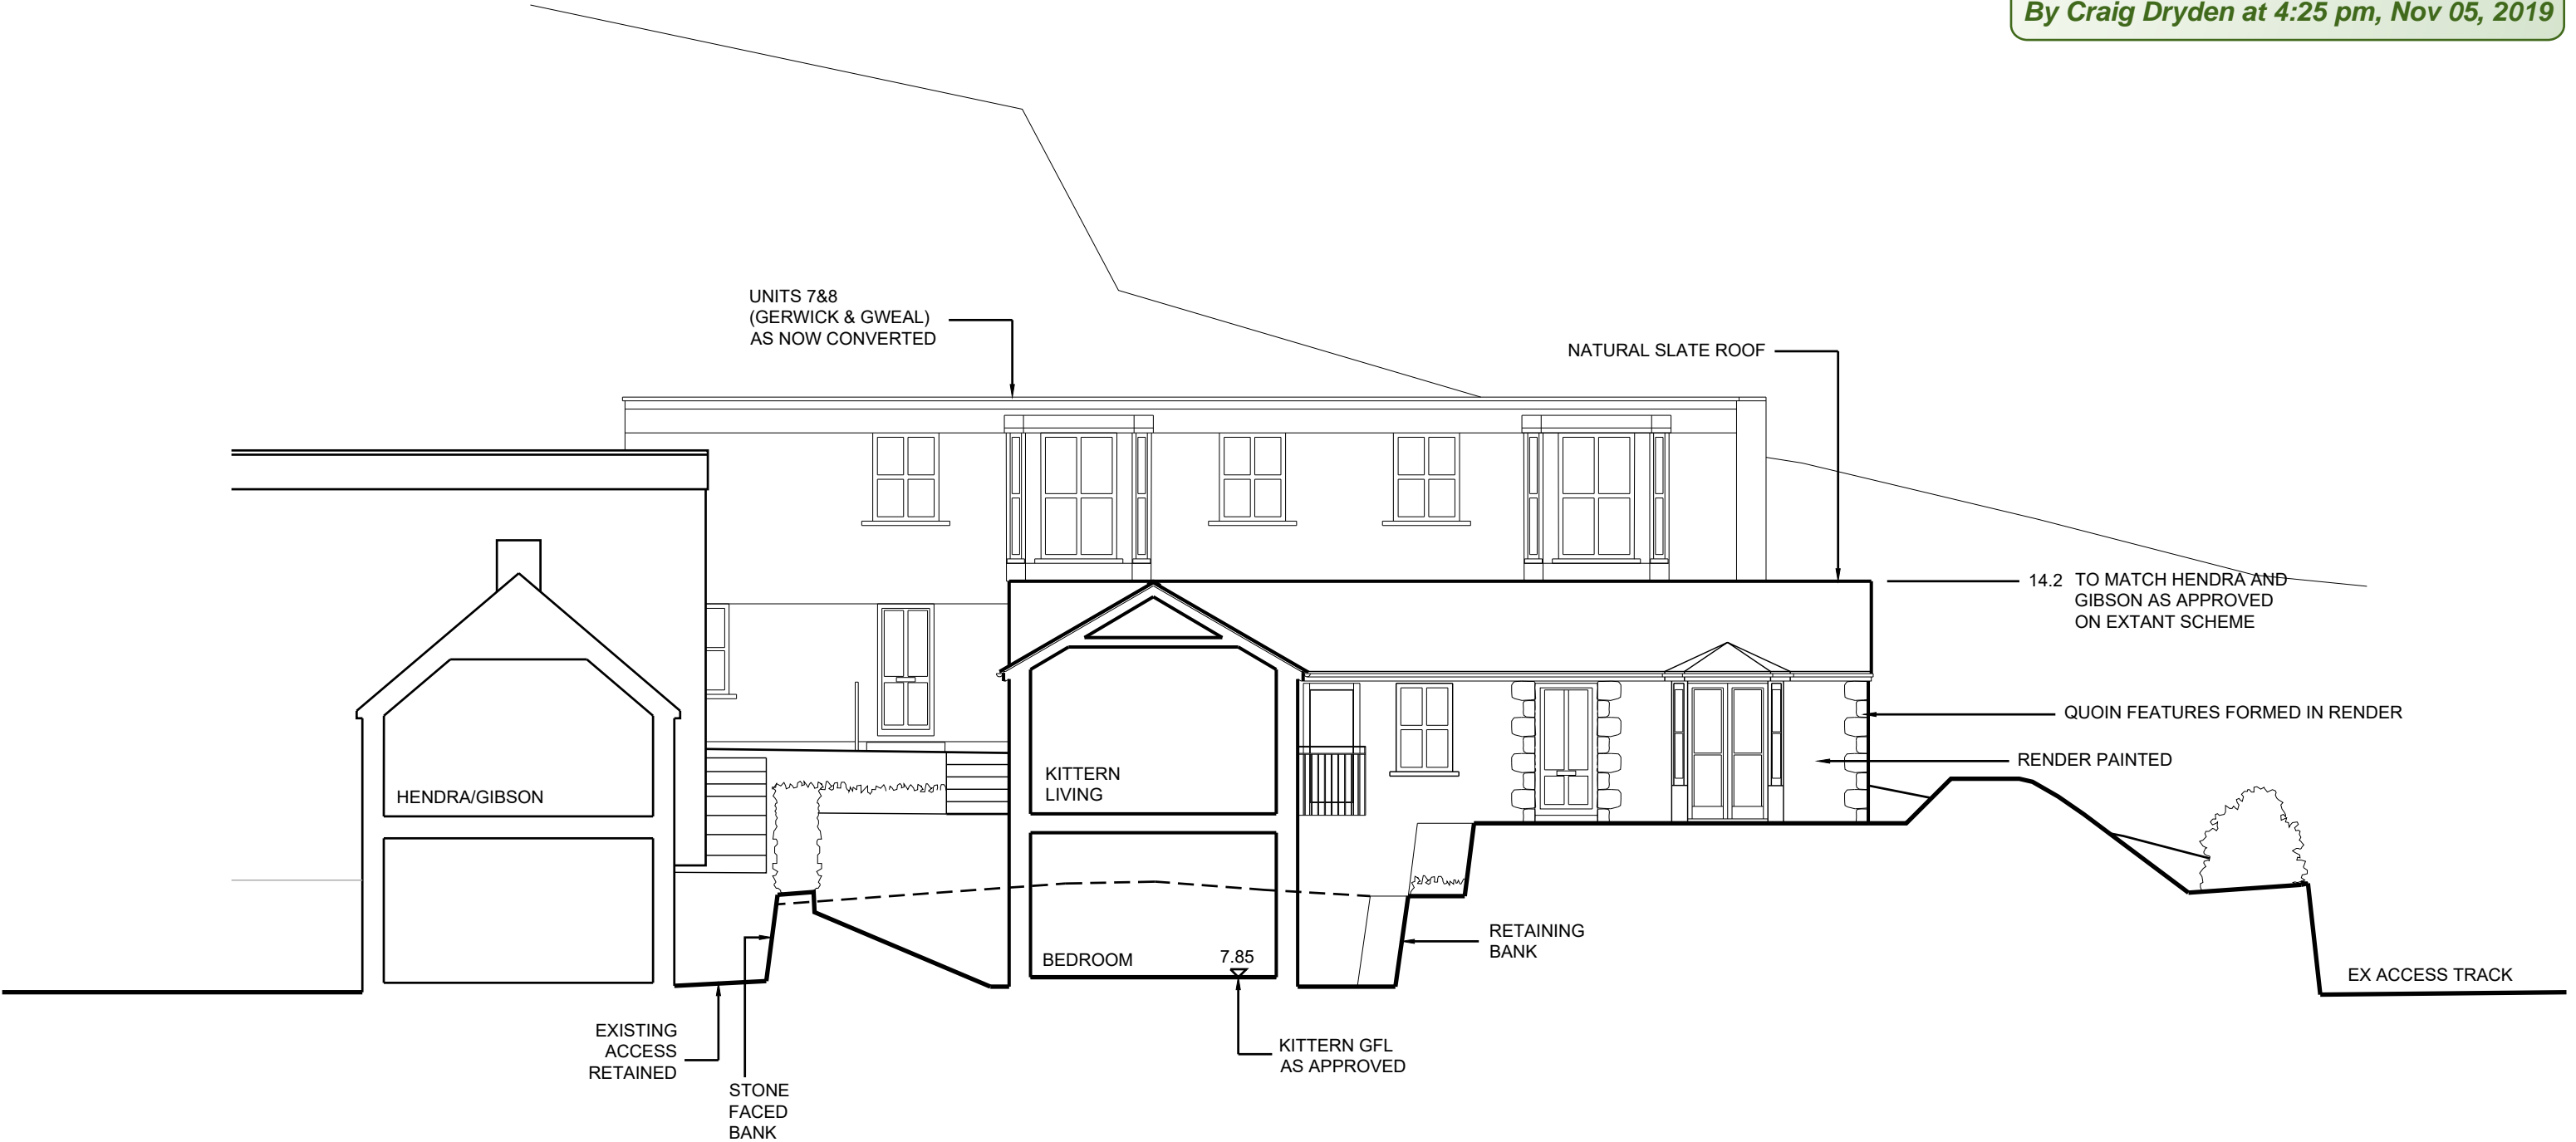 By Craig Dryden at 4:25 pm, Nov 05, 2019
UNITS 7&8
(GERWICK & GWEAL)
AS NOW CONVERTED
NATURAL SLATE ROOF
14.2 TO MATCH HENDRA AND
GIBSON AS APPROVED
ON EXTANT SCHEME
QUOIN FEATURES FORMED IN RENDER
RENDER PAINTED
HENDRA/GIBSON
KITTERN
LIVING
BEDROOM
7.85
RETAINING
BANK
EX ACCESS TRACK
EXISTING
ACCESS
RETAINED
STONE
FACED
BANK
KITTERN GFL
AS APPROVED